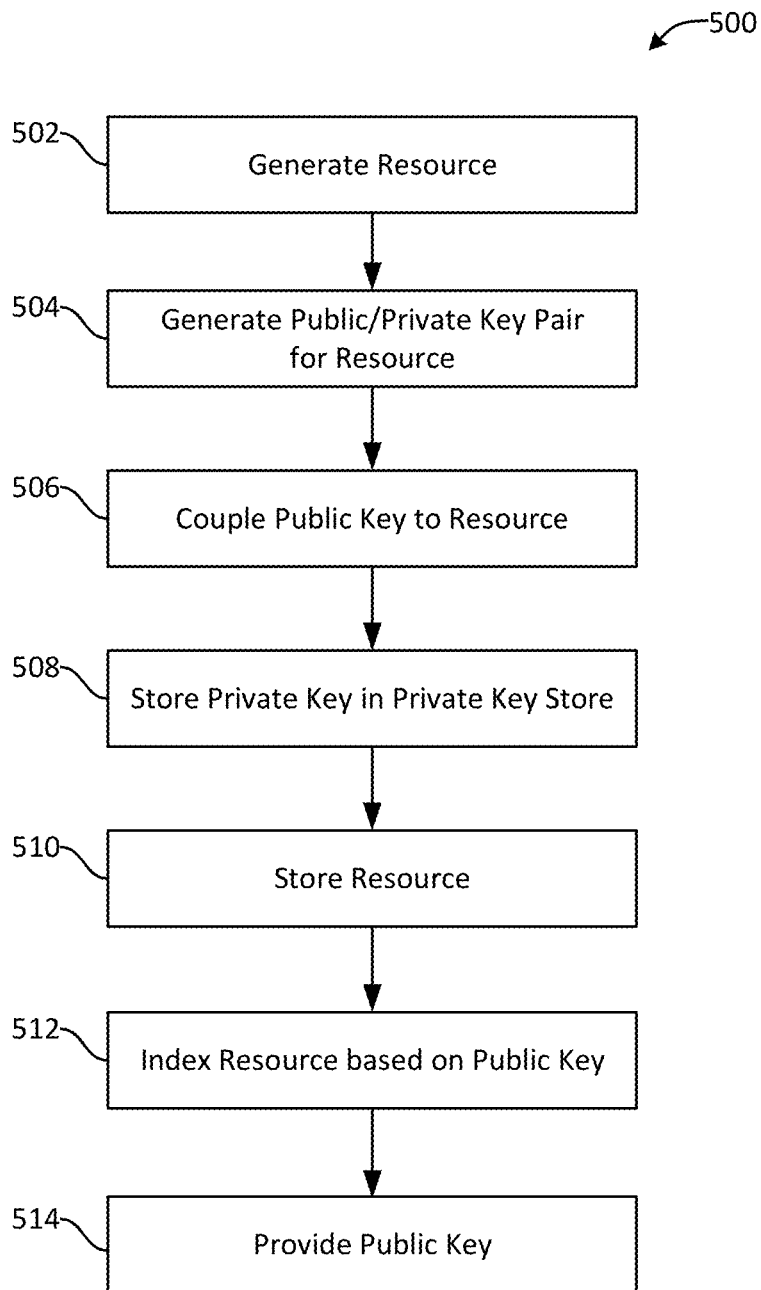 500
502
Generate Resource
504
Generate Public/Private Key Pair
for Resource
506
Couple Public Key to Resource
508
Store Private Key in Private Key Store
510
Store Resource
512
Index Resource based on Public Key
514
Provide Public Key